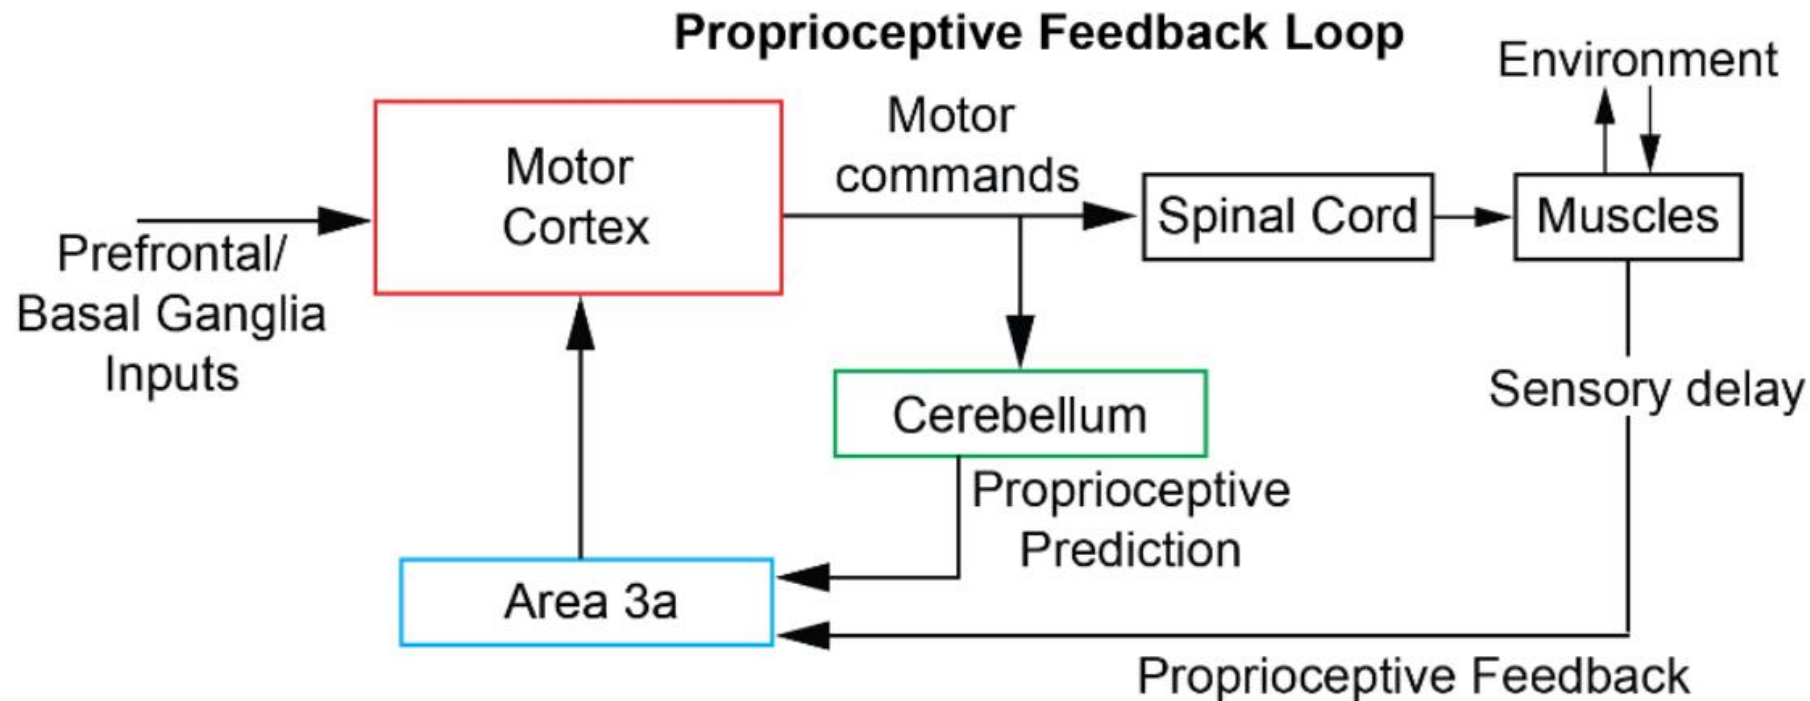 Proprioceptive Feedback Loop
Environment
Motor
commands
Motor
Cortex
Spinal Cord
Muscles
Prefrontal/
Basal Ganglia
Inputs
Cerebellum
Sensory delay
Proprioceptive
Prediction
Area 3a
Proprioceptive Feedback